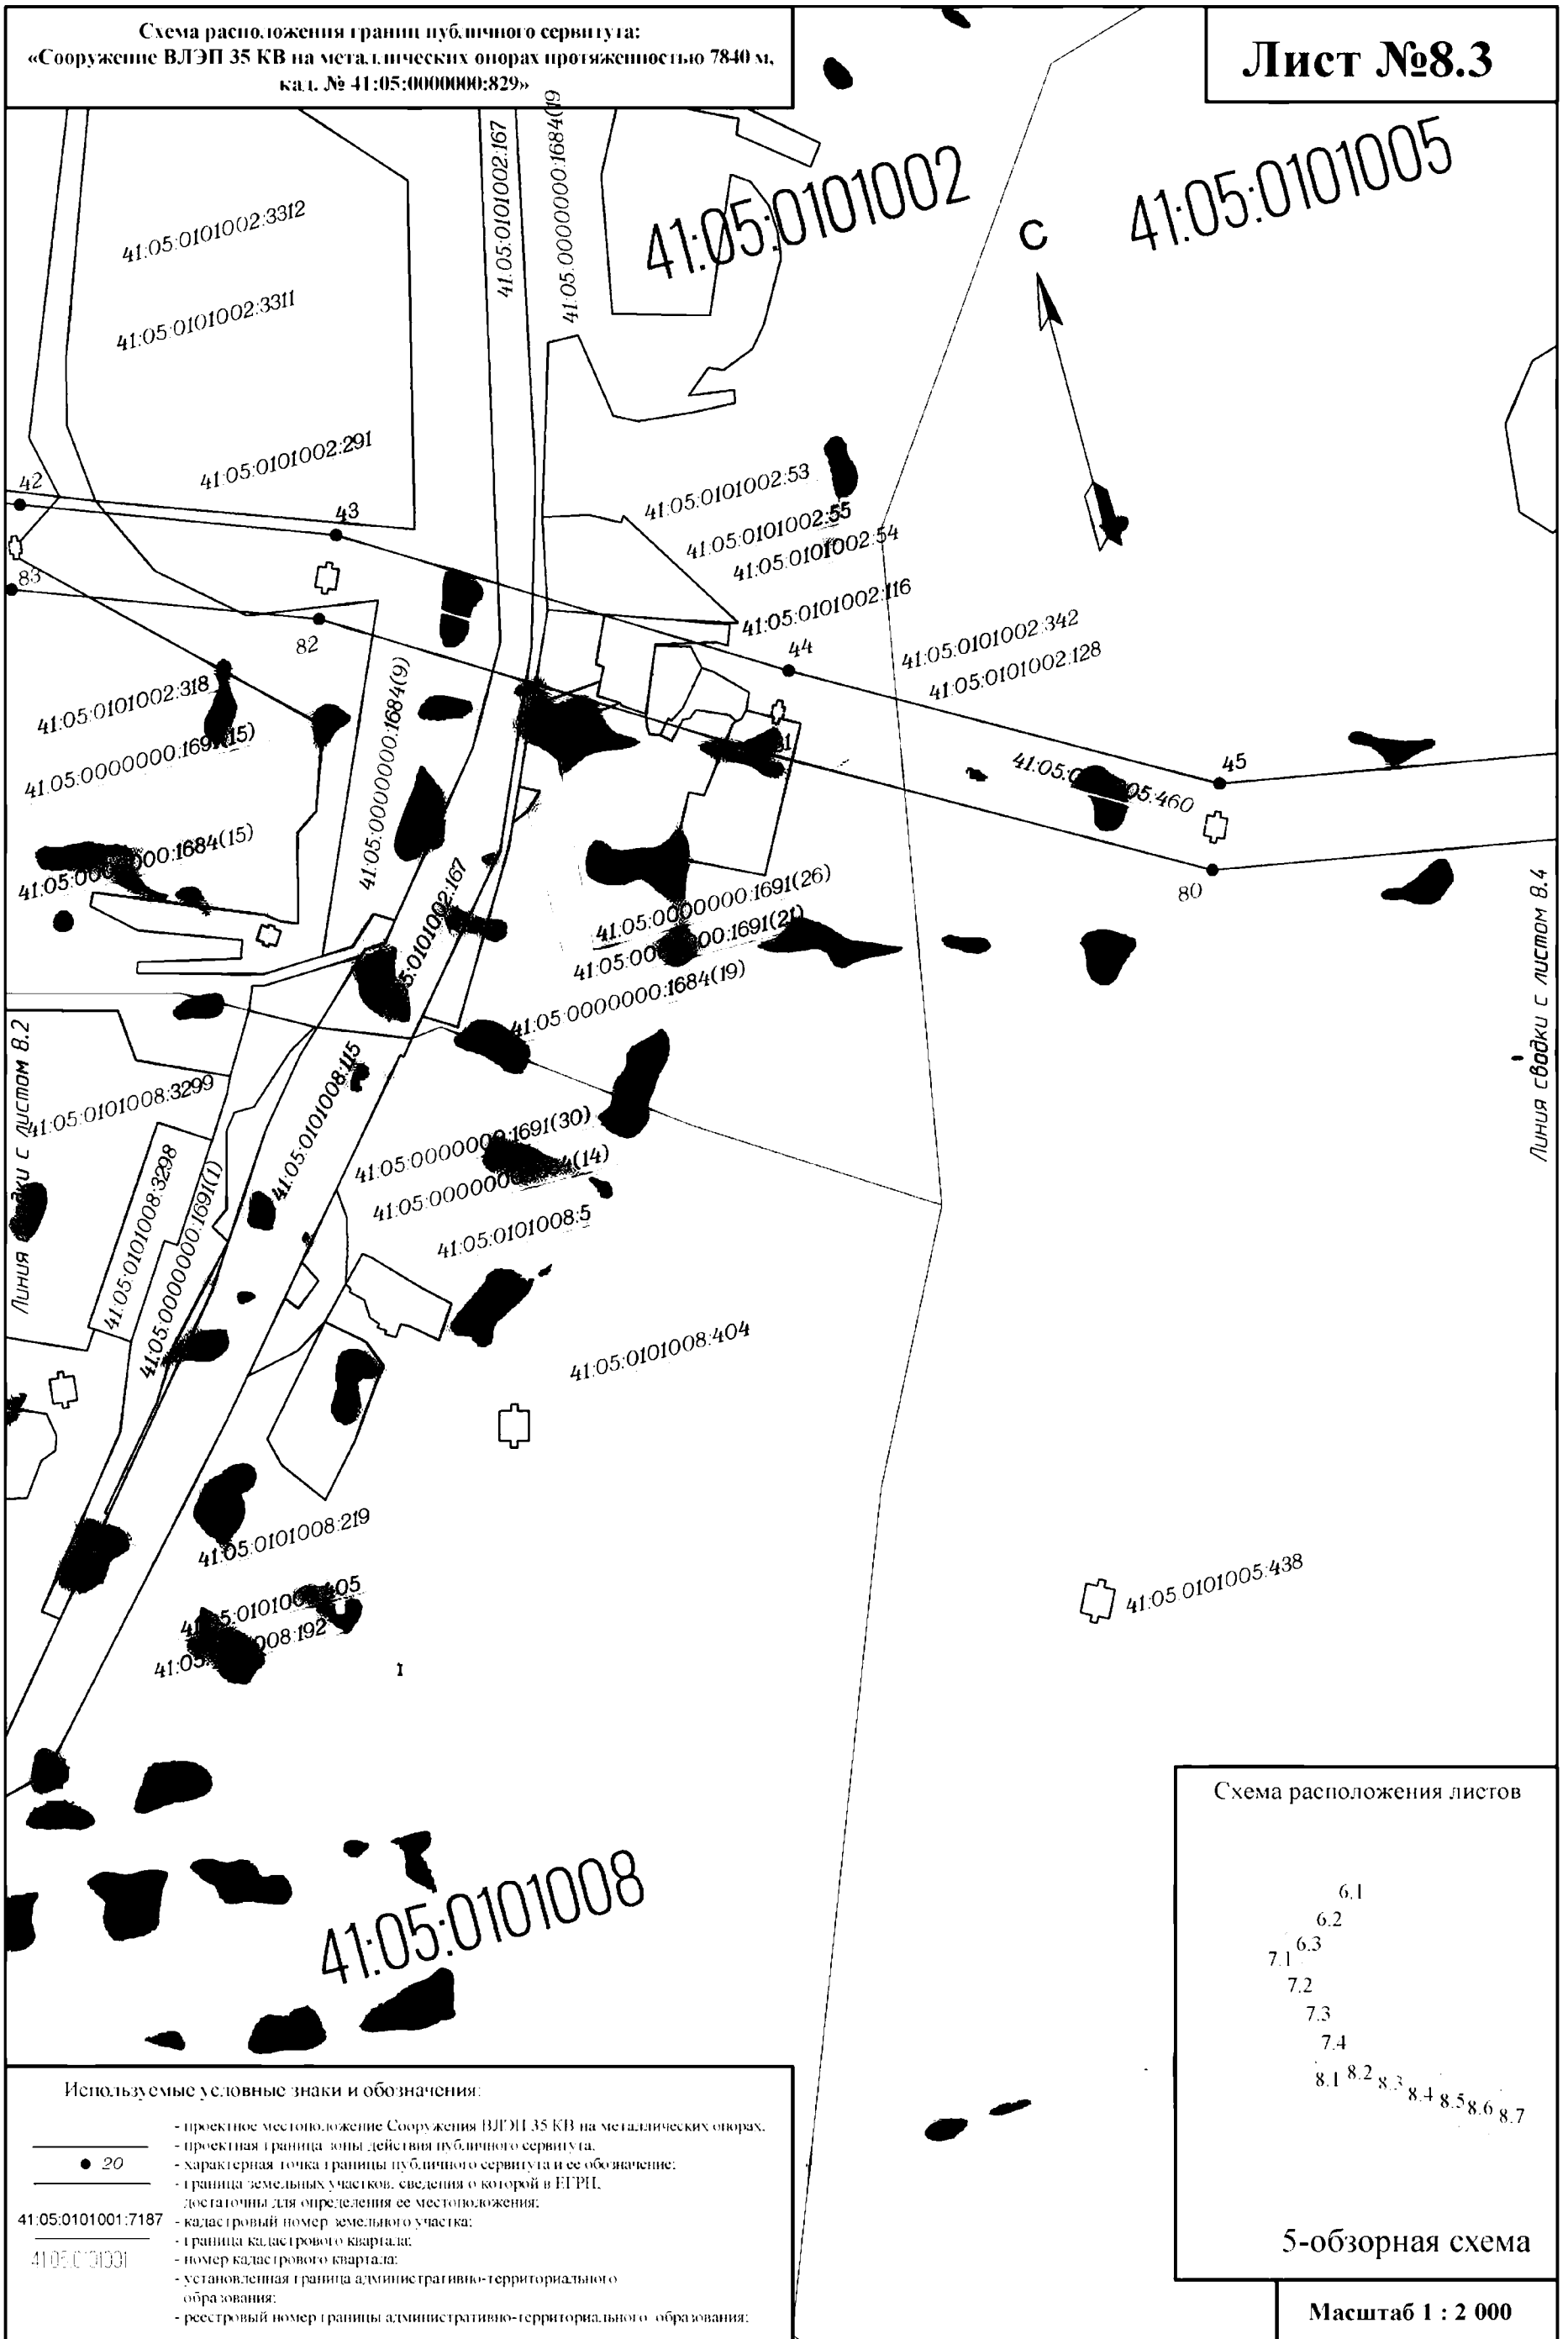 Схема расположения границ публичного сервитута:
«Сооружение ВЛЭП 35 КВ на металлических опорах протяженностью 7840 м,
кад. № 41:05:0000000:829»
Лист №8.3
41:05:0101002
41:05:0101005
С
41:05:0101002:167
41:05:0000000:1684(19
41:05:0101002:3312
41:05:0101002:3311
41:05:0101002:291
42
43
41:05:0101002:53
41:05:0101002:55
41:05:0101002:54
41:05:0101002:116
41:05:0101002:342
41:05:0101002:128
83
82
44
45
80
41:05:0101002:318
41:05:0000000:1684(9)
:1684(15)
41:05:0000000:1691(26)
:1691(21)
41:05:0000000:1684(19)
Линия сводки с листом 8.4
Линия с листом 8.2
41:05:0101008:3299
41:05:0101008:3298
41:05:0000000:1691(1)
41:05:0101008:115
41:05:0000000:1691(30)
(14)
41:05:0101008:5
41:05:0101008:404
41:05:0101008:219
41:05:0101005:438
41:05:0101008
Схема расположения листов
6.1
6.2
6.3
7.1
7.2
7.3
7.4
8.1 8.2 8.3 8.4 8.5 8.6 8.7
5-обзорная схема
Масштаб 1 : 2 000
Используемые условные знаки и обозначения:
- проектное местоположение Сооружения ВЛЭП 35 КВ на металлических опорах.
- проектная граница зоны действия публичного сервитута.
20 - характерная точка границы публичного сервитута и ее обозначение;
- граница земельных участков, сведения о которой в ЕГРН,
достаточны для определения ее местоположения;
41:05:0101001:7187 - кадастровый номер земельного участка;
- граница кадастрового квартала;
- номер кадастрового квартала;
- установленная граница административно-территориального
образования;
- реестровый номер границы административно-территориального образования;